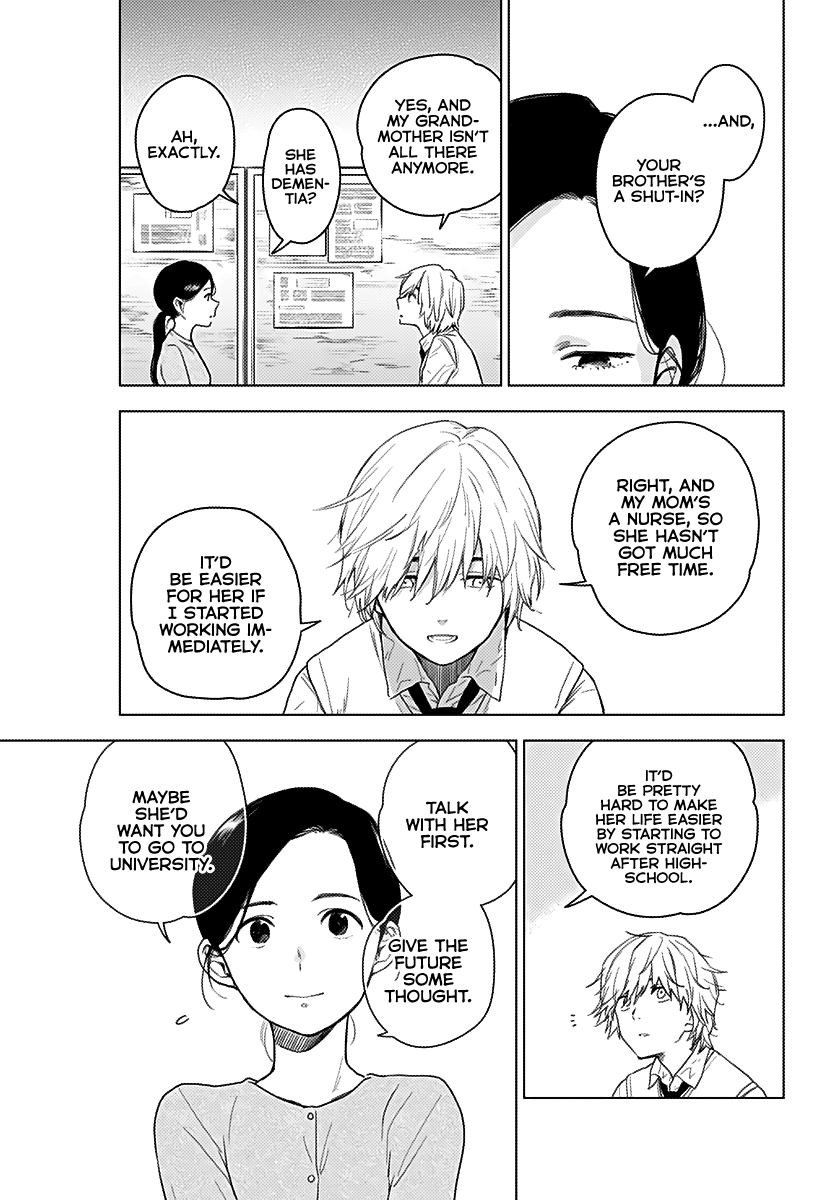 ...AND,
YOUR
BROTHER'S
A SHUT-IN?
YES, AND
MY GRAND-
MOTHER ISN'T
ALL THERE
ANYMORE.
SHE
HAS
DEMEN-
TIA?
AH,
EXACTLY.
RIGHT, AND
MY MOM'S
A NURSE, SO
SHE HASN'T
GOT MUCH
FREE TIME.
IT'D
BE EASIER
FOR HER IF
I STARTED
WORKING IM-
MEDIATELY.
IT'D
BE PRETTY
HARD TO MAKE
HER LIFE EASIER
BY STARTING TO
WORK STRAIGHT
AFTER HIGH-
SCHOOL.
TALK
WITH HER
FIRST.
GIVE THE
FUTURE
SOME
THOUGHT.
MAYBE
SHE'D
WANT YOU
TO GO TO
UNIVERSITY.